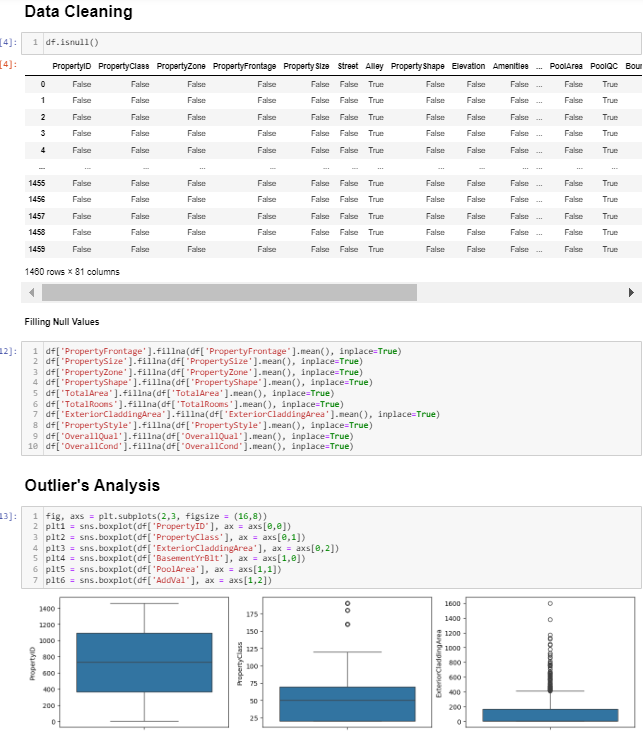 Data Cleaning
[4]: 1 df.isnull()
[4]: PropertyID PropertyClass PropertyZone PropertyFrontage PropertySize Street Alley PropertyShape Elevation Amenities ... PoolArea PoolQC
0 False False False False False False True False False False ... False True
1 False False False False False False True False False False ... False True
2 False False False False False False True False False False ... False True
3 False False False False False False True False False False ... False True
4 False False False False False False True False False False ... False True
... ... ... ... ... ... ... ... ... ... ... ... ... ...
1455 False False False False False False True False False False ... False True
1456 False False False False False False True False False False ... False True
1457 False False False False False False True False False False ... False True
1458 False False False False False False True False False False ... False True
1459 False False False False False False True False False False ... False True
1460 rows × 81 columns
Filling Null Values
12]: 1 df['PropertyFrontage'].fillna(df['PropertyFrontage'].mean(), inplace=True)
2 df['PropertySize'].fillna(df['PropertySize'].mean(), inplace=True)
3 df['PropertyZone'].fillna(df['PropertyZone'].mean(), inplace=True)
4 df['PropertyShape'].fillna(df['PropertyShape'].mean(), inplace=True)
5 df['TotalArea'].fillna(df['TotalArea'].mean(), inplace=True)
6 df['TotalRooms'].fillna(df['TotalRooms'].mean(), inplace=True)
7 df['ExteriorCladdingArea'].fillna(df['ExteriorCladdingArea'].mean(), inplace=True)
8 df['PropertyStyle'].fillna(df['PropertyStyle'].mean(), inplace=True)
9 df['OverallQual'].fillna(df['OverallQual'].mean(), inplace=True)
10 df['OverallCond'].fillna(df['OverallCond'].mean(), inplace=True)
Outlier's Analysis
13]: 1 fig, axs = plt.subplots(2,3, figsize = (16,8))
2 plt1 = sns.boxplot(df['PropertyID'], ax = axs[0,0])
3 plt2 = sns.boxplot(df['PropertyClass'], ax = axs[0,1])
4 plt3 = sns.boxplot(df['ExteriorCladdingArea'], ax = axs[0,2])
5 plt4 = sns.boxplot(df['BasementYrBlt'], ax = axs[1,0])
6 plt5 = sns.boxplot(df['PoolArea'], ax = axs[1,1])
7 plt6 = sns.boxplot(df['AddVal'], ax = axs[1,2])
PropertyID
1400
1200
1000
800
600
400
200
0
PropertyClass
175
150
125
100
75
50
25
ExteriorCladdingArea
1600
1400
1200
1000
800
600
400
200
0